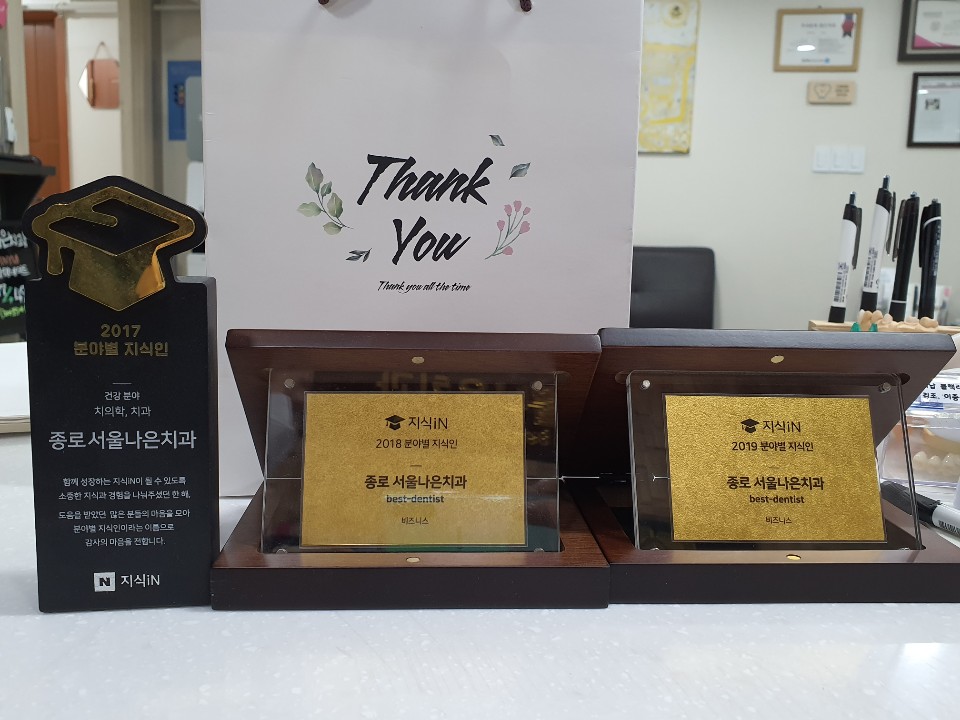 Thank
You
Thank you all the time
2017
분야별 지식인
건강 분야
치의학, 치과
종로서울나은치과
함께 성장하는 지식iN이 될 수 있도록
소중한 지식과 경험을 나눠주셨던 한 해,
도움을 받았던 많은 분들의 마음을 모아
분야별 지식인이라는 이름으로
감사의 마음을 전합니다.
N 지식iN
지식iN
2018 분야별 지식인
종로 서울나은치과
best-dentist
비즈니스
지식iN
2019 분야별 지식인
종로 서울나은치과
best-dentist
비즈니스